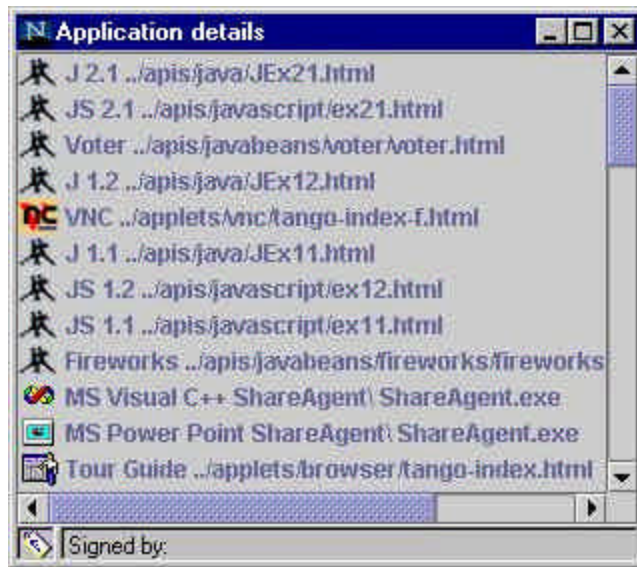 N Application details
J 2.1 ../apis/java/JEx21.html
JS 2.1 ../apis/javascript/ex21.html
Voter ../apis/javabeans/voter/voter.html
J 1.2 ../apis/java/JEx12.html
VNC ../applets/vnc/tango-index-f.html
J 1.1 ../apis/java/JEx11.html
JS 1.2 ../apis/javascript/ex12.html
JS 1.1 ../apis/javascript/ex11.html
Fireworks ../apis/javabeans/fireworks/fireworks
MS Visual C++ ShareAgent\ ShareAgent.exe
MS Power Point ShareAgent\ ShareAgent.exe
Tour Guide ../applets/browser/tango-index.html
Signed by: